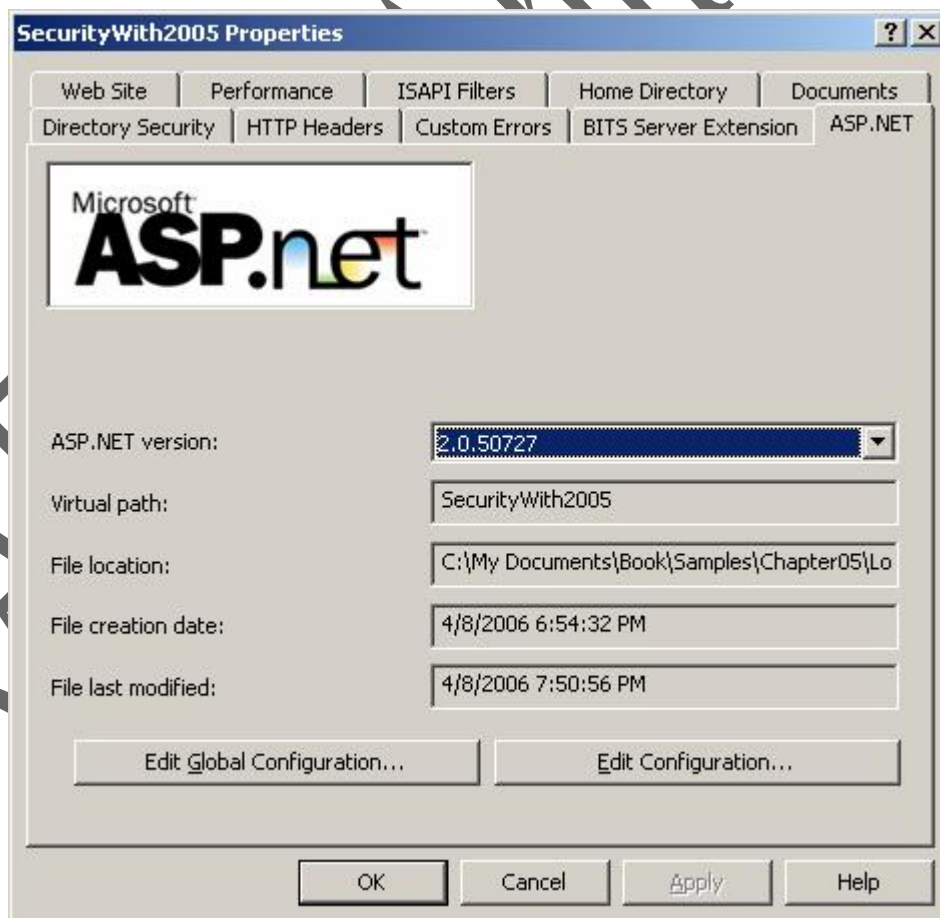 SecurityWith2005 Properties
Web Site Performance ISAPI Filters Home Directory Documents
Directory Security HTTP Headers Custom Errors BITS Server Extension ASP.NET
Microsoft
ASP.net
ASP.NET version: 2.0.50727
Virtual path: SecurityWith2005
File location: C:\My Documents\Book\Samples\Chapter05\Lo
File creation date: 4/8/2006 6:54:32 PM
File last modified: 4/8/2006 7:50:56 PM
Edit Global Configuration... Edit Configuration...
OK Cancel Apply Help